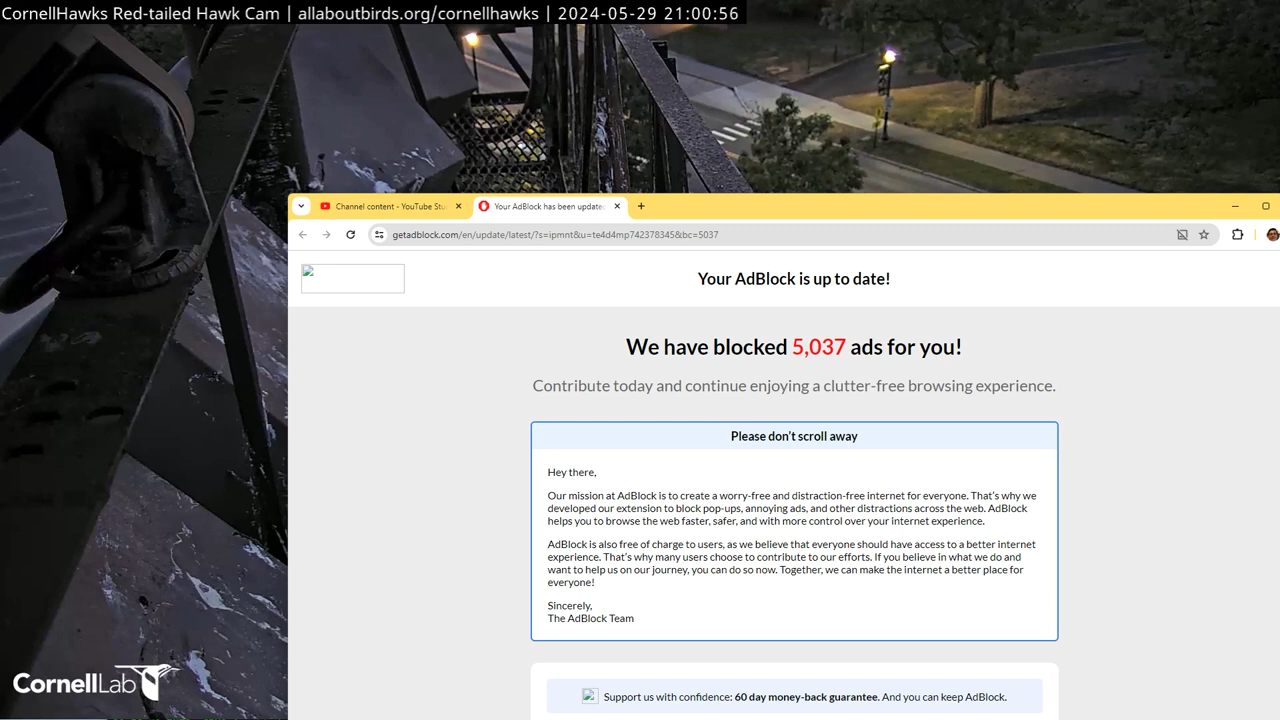 CornellHawks Red-tailed Hawk Cam | allaboutbirds.org/cornellhawks | 2024-05-29 21:00:56
Channel content - YouTube Stu
Your AdBlock has been update
getadblock.com/en/update/latest/?s=ipmnt&u=te4d4mp742378345&bc=5037
Your AdBlock is up to date!
We have blocked 5,037 ads for you!
Contribute today and continue enjoying a clutter-free browsing experience.
Please don't scroll away
Hey there,
Our mission at AdBlock is to create a worry-free and distraction-free internet for everyone. That's why we
developed our extension to block pop-ups, annoying ads, and other distractions across the web. AdBlock
helps you to browse the web faster, safer, and with more control over your internet experience.
AdBlock is also free of charge to users, as we believe that everyone should have access to a better internet
experience. That's why many users choose to contribute to our efforts. If you believe in what we do and
want to help us on our journey, you can do so now. Together, we can make the internet a better place for
everyone!
Sincerely,
The AdBlock Team
Support us with confidence: 60 day money-back guarantee. And you can keep AdBlock.
CornellLab